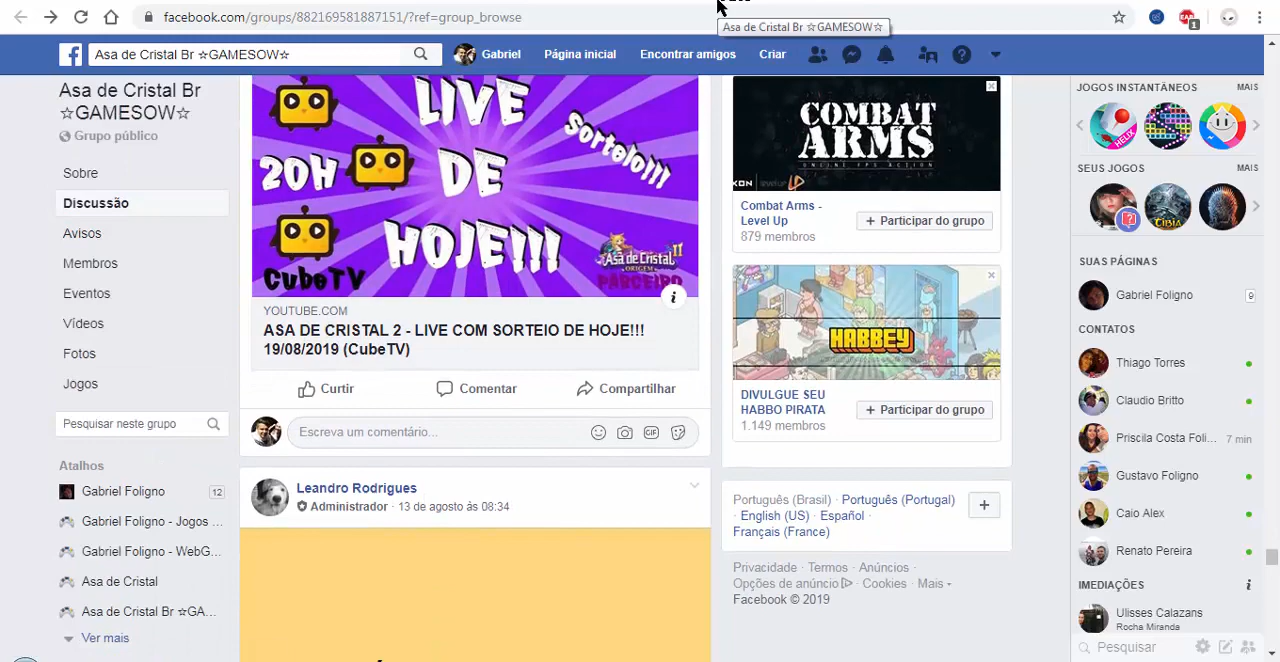 facebook.com/groups/882169581887151/?ref=group_browse
Asa de Cristal Br ☆GAMESOW☆
Asa de Cristal Br ☆GAMESOW☆
Gabriel
Página inicial
Encontrar amigos
Criar
Asa de Cristal Br
☆GAMESOW☆
Grupo público
Sobre
Discussão
Avisos
Membros
Eventos
Vídeos
Fotos
Jogos
Pesquisar neste grupo
Atalhos
Gabriel Foligno 12
Gabriel Foligno - Jogos ...
Gabriel Foligno - WebG...
Asa de Cristal
Asa de Cristal Br ☆GA...
Ver mais
LIVE
Sorteio!!!
20H
DE
HOJE!!!
CubeTV
Asa de Cristal II
ORIGEM
PARCEIRO
YOUTUBE.COM
ASA DE CRISTAL 2 - LIVE COM SORTEIO DE HOJE!!!
19/08/2019 (CubeTV)
Curtir
Comentar
Compartilhar
Escreva um comentário...
GIF
Leandro Rodrigues
Administrador · 13 de agosto às 08:34
COMBAT
ARMS
ONLINE FPS ACTION
Combat Arms -
Level Up
879 membros
+ Participar do grupo
HABBEY
DIVULGUE SEU
HABBO PIRATA
1.149 membros
+ Participar do grupo
Português (Brasil) · Português (Portugal)
· English (US) · Español ·
Français (France)
Privacidade · Termos · Anúncios ·
Opções de anúncio · Cookies · Mais
Facebook © 2019
JOGOS INSTANTÂNEOS
MAIS
HELIX
SEUS JOGOS
MAIS
TIBIA
SUAS PÁGINAS
Gabriel Foligno 9
CONTATOS
Thiago Torres
Claudio Britto
Priscila Costa Foli... 7 min
Gustavo Foligno
Caio Alex
Renato Pereira
IMEDIAÇÕES
Ulisses Calazans
Rocha Miranda
Pesquisar